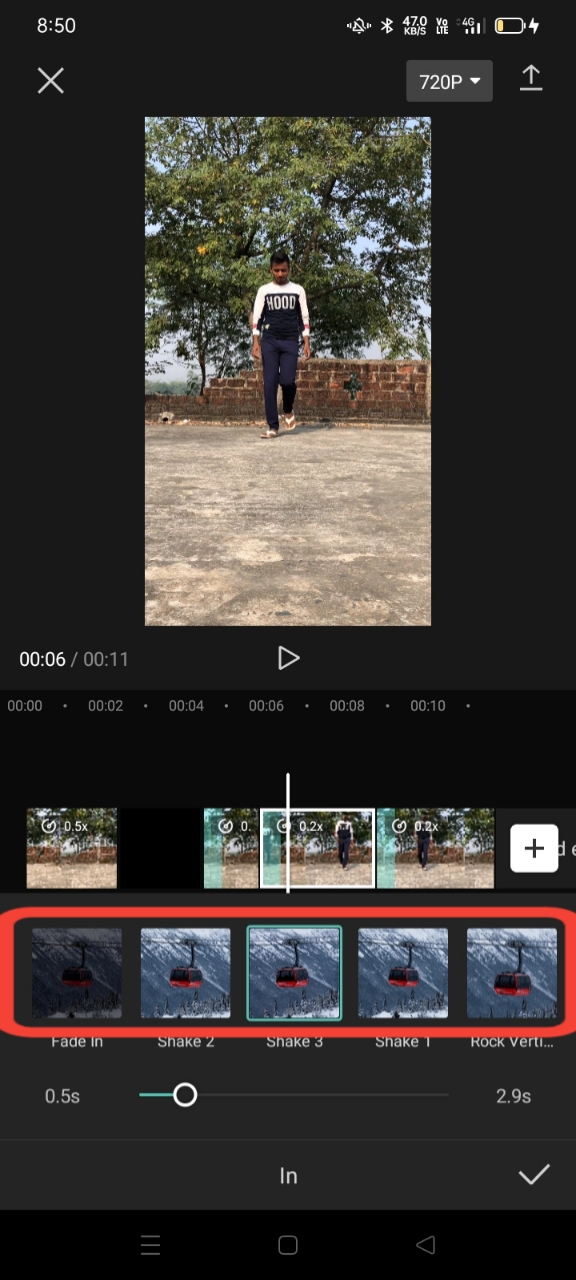 8:50
47.0 KB/S Vo LTE 4G
720P
HOOD
00:06 / 00:11
00:00 00:02 00:04 00:06 00:08 00:10
0.5x 0. 0.2x 0.2x d e
Fade In Shake 2 Shake 3 Shake 1 Rock Verti...
0.5s 2.9s
In